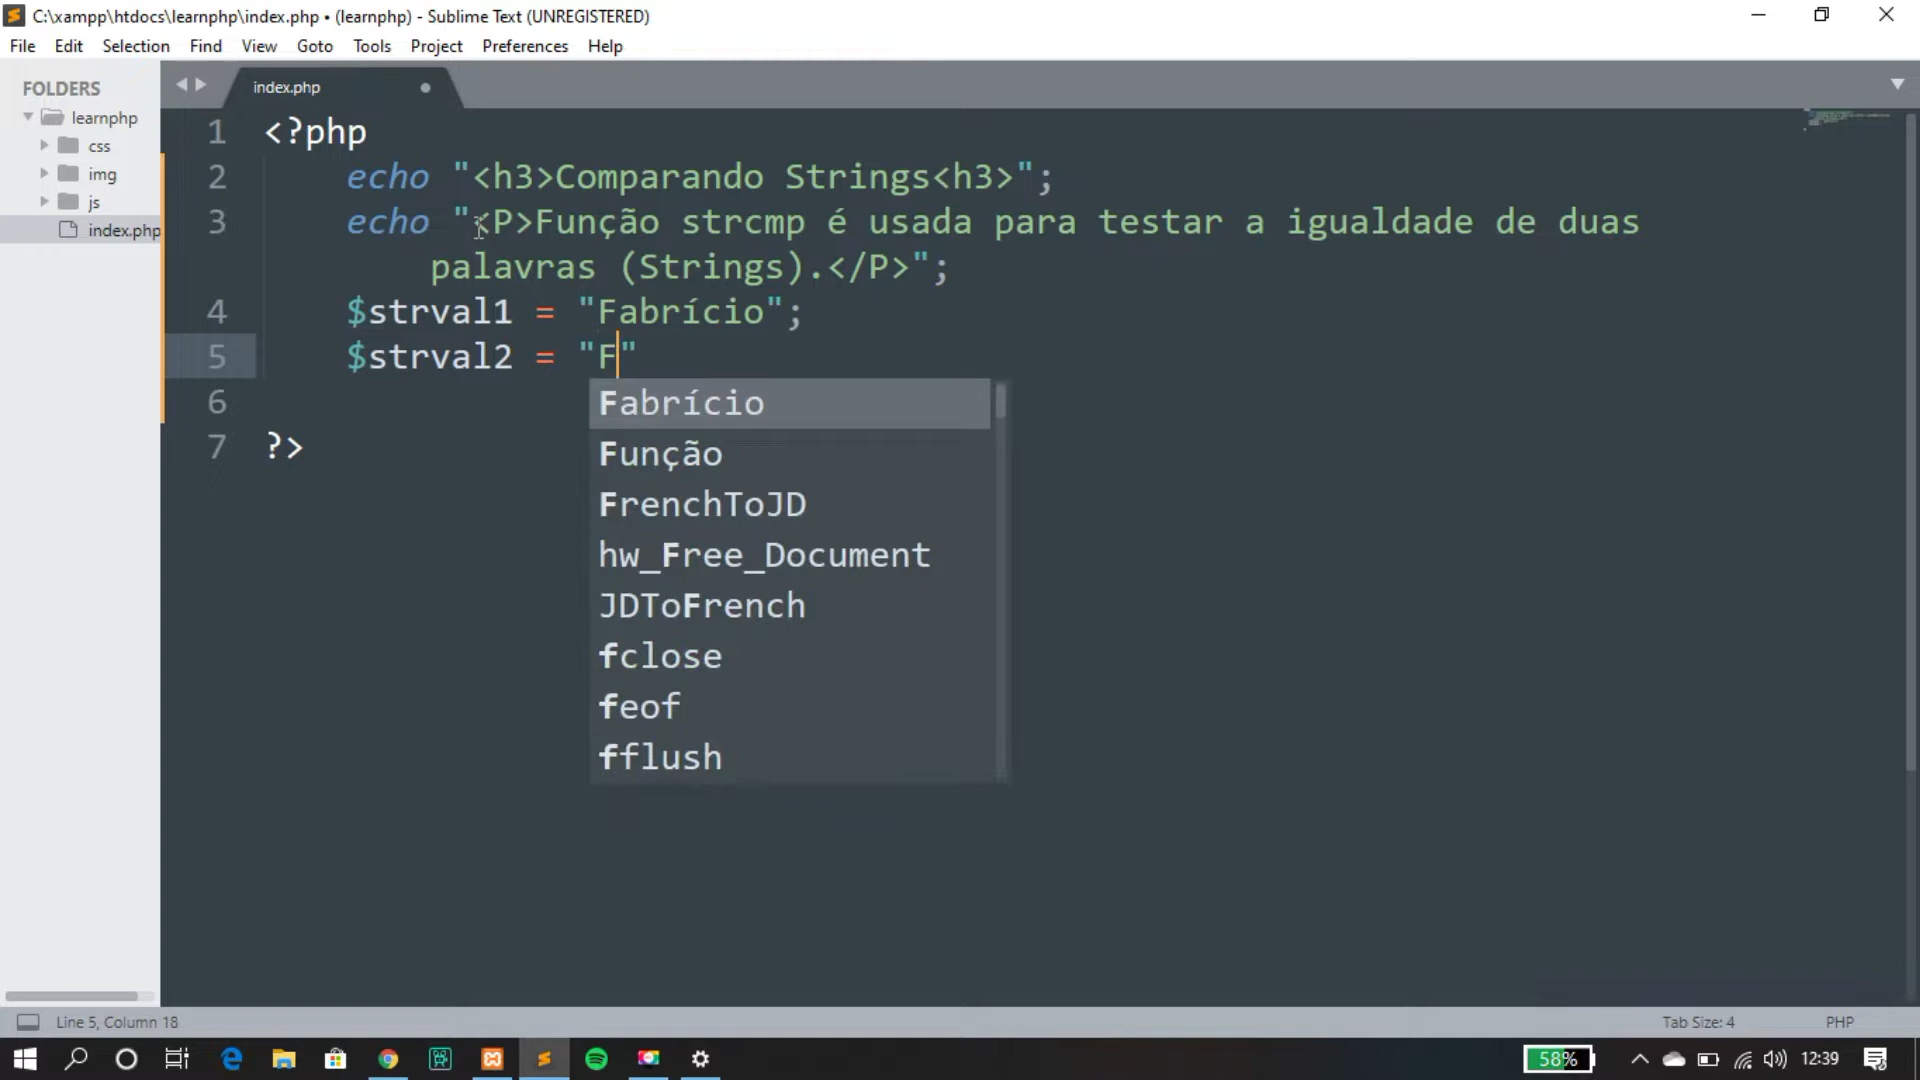 C:\xampp\htdocs\learnphp\index.php • (learnphp) - Sublime Text (UNREGISTERED)
File Edit Selection Find View Goto Tools Project Preferences Help
FOLDERS
learnphp
css
img
js
index.php
index.php
1 <?php
2 echo "<h3>Comparando Strings<h3>";
3 echo "<P>Função strcmp é usada para testar a igualdade de duas
palavras (Strings).</P>";
4 $strval1 = "Fabrício";
5 $strval2 = "F"
6
7 ?>
Fabrício
Função
FrenchToJD
hw_Free_Document
JDToFrench
fclose
feof
fflush
Line 5, Column 18
Tab Size: 4
PHP
58%
12:39